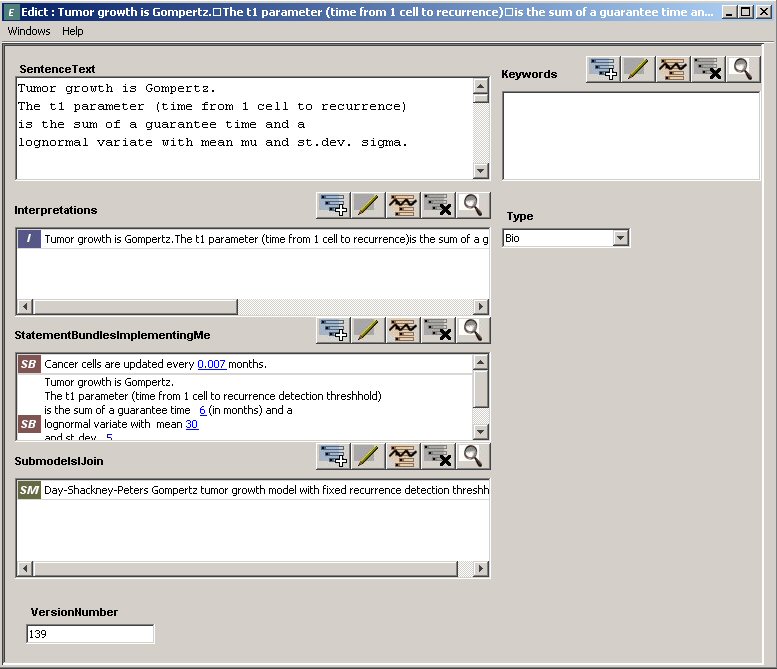 E Edict : Tumor growth is Gompertz.□The t1 parameter (time from 1 cell to recurrence)□is the sum of a guarantee time an...
Windows Help
SentenceText
Tumor growth is Gompertz.
The t1 parameter (time from 1 cell to recurrence)
is the sum of a guarantee time and a
lognormal variate with mean mu and st.dev. sigma.
Keywords
Interpretations
I Tumor growth is Gompertz.The t1 parameter (time from 1 cell to recurrence)is the sum of a g
Type
Bio
StatementBundlesImplementingMe
SB Cancer cells are updated every 0.007 months.
Tumor growth is Gompertz.
The t1 parameter (time from 1 cell to recurrence detection threshhold)
is the sum of a guarantee time 6 (in months) and a
SB lognormal variate with mean 30
and st.dev. 5
SubmodelsIJoin
SM Day-Shackney-Peters Gompertz tumor growth model with fixed recurrence detection threshh
VersionNumber
139